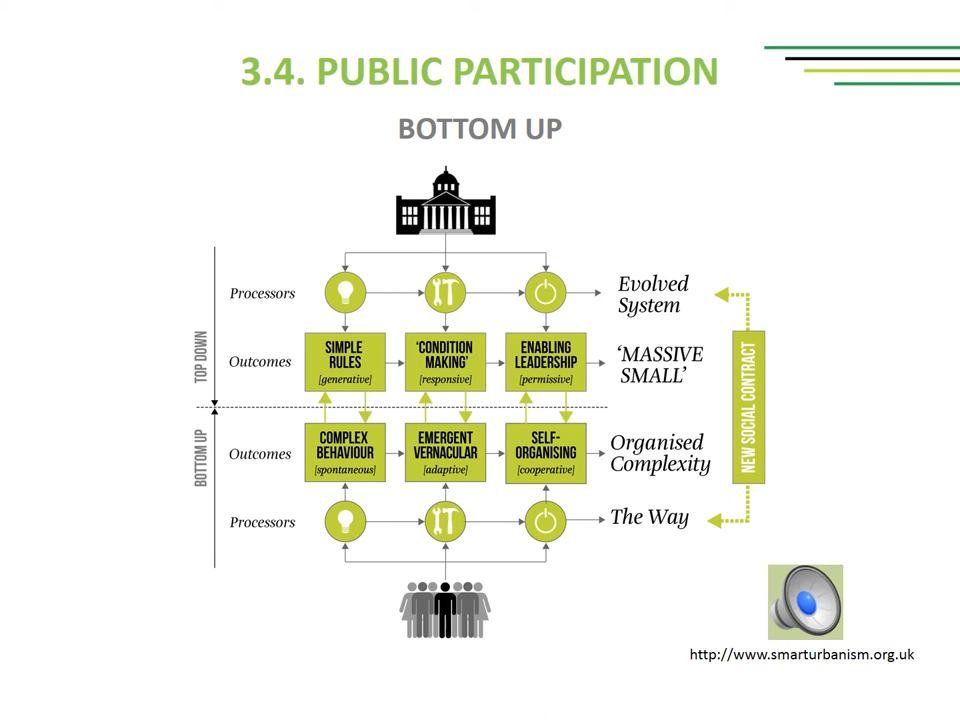 3.4. PUBLIC PARTICIPATION
BOTTOM UP
Processors
Evolved
System
TOP DOWN
Outcomes
SIMPLE
RULES
[generative]
‘CONDITION
MAKING’
[responsive]
ENABLING
LEADERSHIP
[permissive]
‘MASSIVE
SMALL’
NEW SOCIAL CONTRACT
BOTTOM UP
Outcomes
COMPLEX
BEHAVIOUR
[spontaneous]
EMERGENT
VERNACULAR
[adaptive]
SELF-
ORGANISING
[cooperative]
Organised
Complexity
Processors
The Way
http://www.smarturbanism.org.uk